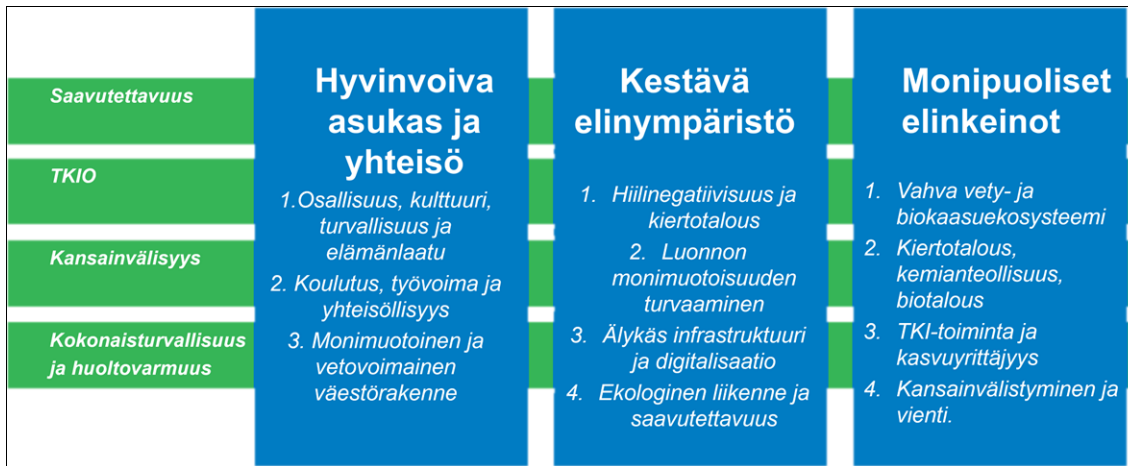 Saavutettavuus
TKIO
Kansainvälisyys
Kokonaisturvallisuus
ja huoltovarmuus
Hyvinvoiva
asukas ja
yhteisö
1.Osallisuus, kulttuuri,
turvallisuus ja
elämänlaatu
2. Koulutus, työvoima ja
yhteisöllisyys
3. Monimuotoinen ja
vetovoimainen
väestörakenne
Kestävä
elinympäristö
1. Hiilinegatiivisuus ja
kiertotalous
2. Luonnon
monimuotoisuuden
turvaaminen
3. Älykäs infrastruktuuri
ja digitalisaatio
4. Ekologinen liikenne ja
saavutettavuus
Monipuoliset
elinkeinot
1. Vahva vety- ja
biokaasuekosysteemi
2. Kiertotalous,
kemianteollisuus,
biotalous
3. TKI-toiminta ja
kasvuyrittäjyys
4. Kansainvälistyminen ja
vienti.